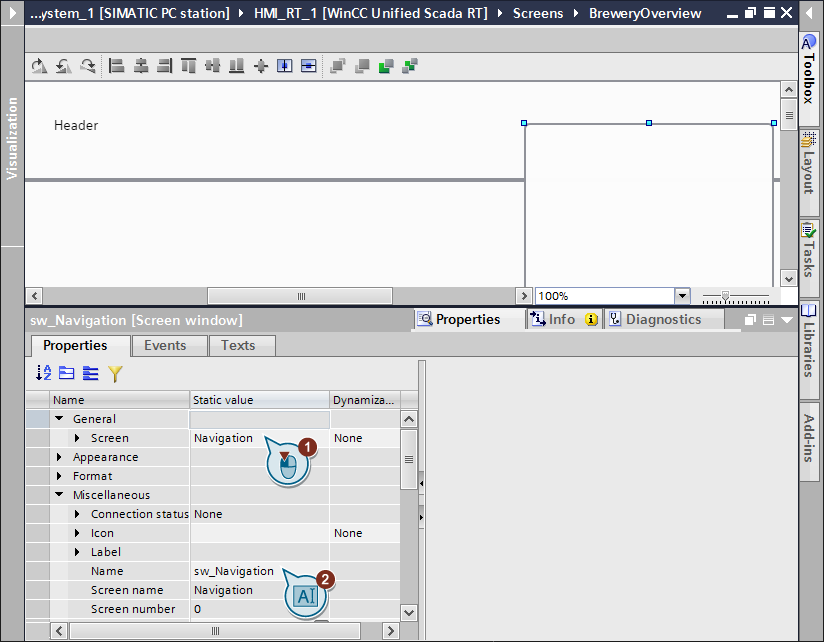 ...ystem_1 [SIMATIC PC station] HMI_RT_1 [WinCC Unified Scada RT] Screens BreweryOverview
Visualization
Header
100%
Toolbox
Layout
Tasks
Libraries
Add-ins
sw_Navigation [Screen window]
Properties Info Diagnostics
Properties Events Texts
Name Static value Dynamiza...
General
Screen Navigation None
1
Appearance
Format
Miscellaneous
Connection status None
Icon None
Label
Name sw_Navigation
2
AI
Screen name Navigation
Screen number 0